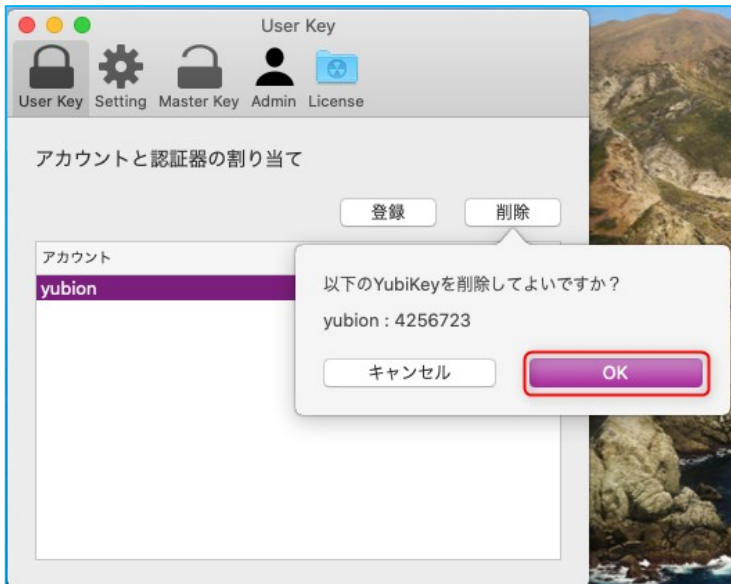 User Key
User Key Setting Master Key Admin License
アカウントと認証器の割り当て
登録 削除
アカウント
yubion
以下のYubiKeyを削除してよいですか？
yubion : 4256723
キャンセル OK